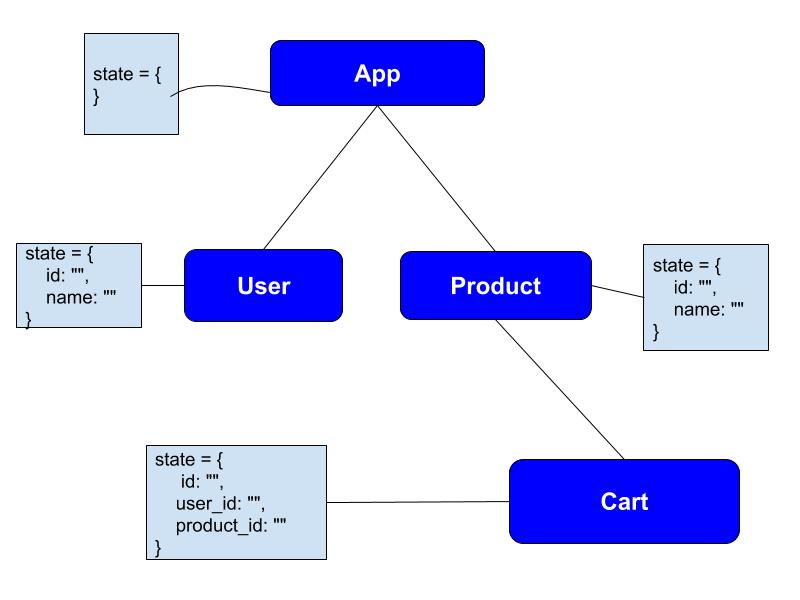 App
state = {
}
User
state = {
id: "",
name: ""
}
Product
state = {
id: "",
name: ""
}
Cart
state = {
id: "",
user_id: "",
product_id: ""
}